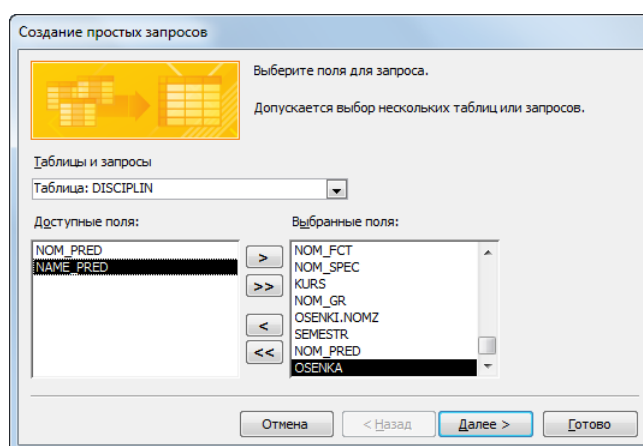 Создание простых запросов
Выберите поля для запроса.
Допускается выбор нескольких таблиц или запросов.
Таблицы и запросы
Таблица: DISCIPLIN
Доступные поля:
Выбранные поля:
NOM_PRED
NAME_PRED
>
>>
<
<<
NOM_FCT
NOM_SPEC
KURS
NOM_GR
OSENKI.NOMZ
SEMESTR
NOM_PRED
OSENKA
Отмена
< Назад
Далее >
Готово